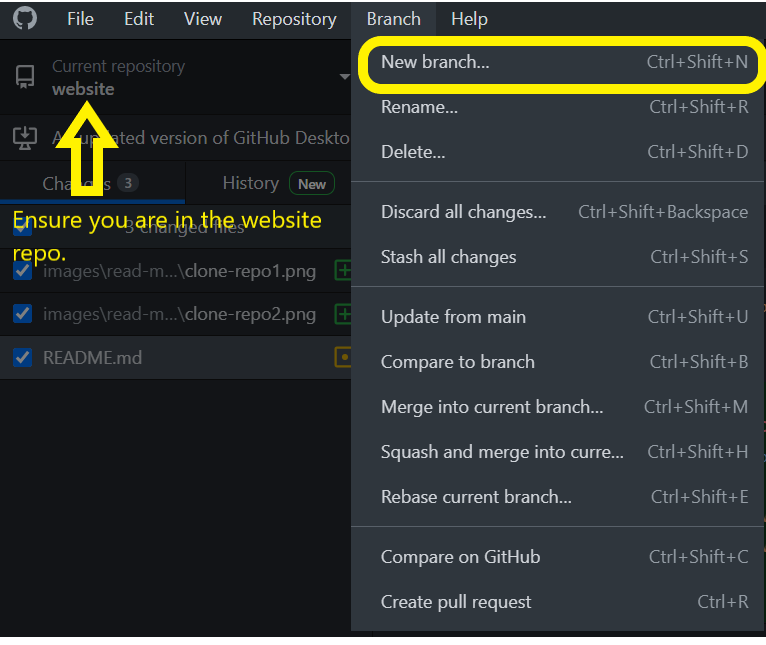 File Edit View Repository Branch Help
Current repository
website
New branch... Ctrl+Shift+N
Rename... Ctrl+Shift+R
updated version of GitHub Deskto
Delete... Ctrl+Shift+D
Changes 3 History New
Discard all changes... Ctrl+Shift+Backspace
Ensure you are in the website
3 changed files
repo.
Stash all changes Ctrl+Shift+S
images\read-m...\clone-repo1.png
images\read-m...\clone-repo2.png
Update from main Ctrl+Shift+U
README.md
Compare to branch Ctrl+Shift+B
Merge into current branch... Ctrl+Shift+M
Squash and merge into curre... Ctrl+Shift+H
Rebase current branch... Ctrl+Shift+E
Compare on GitHub Ctrl+Shift+C
Create pull request Ctrl+R